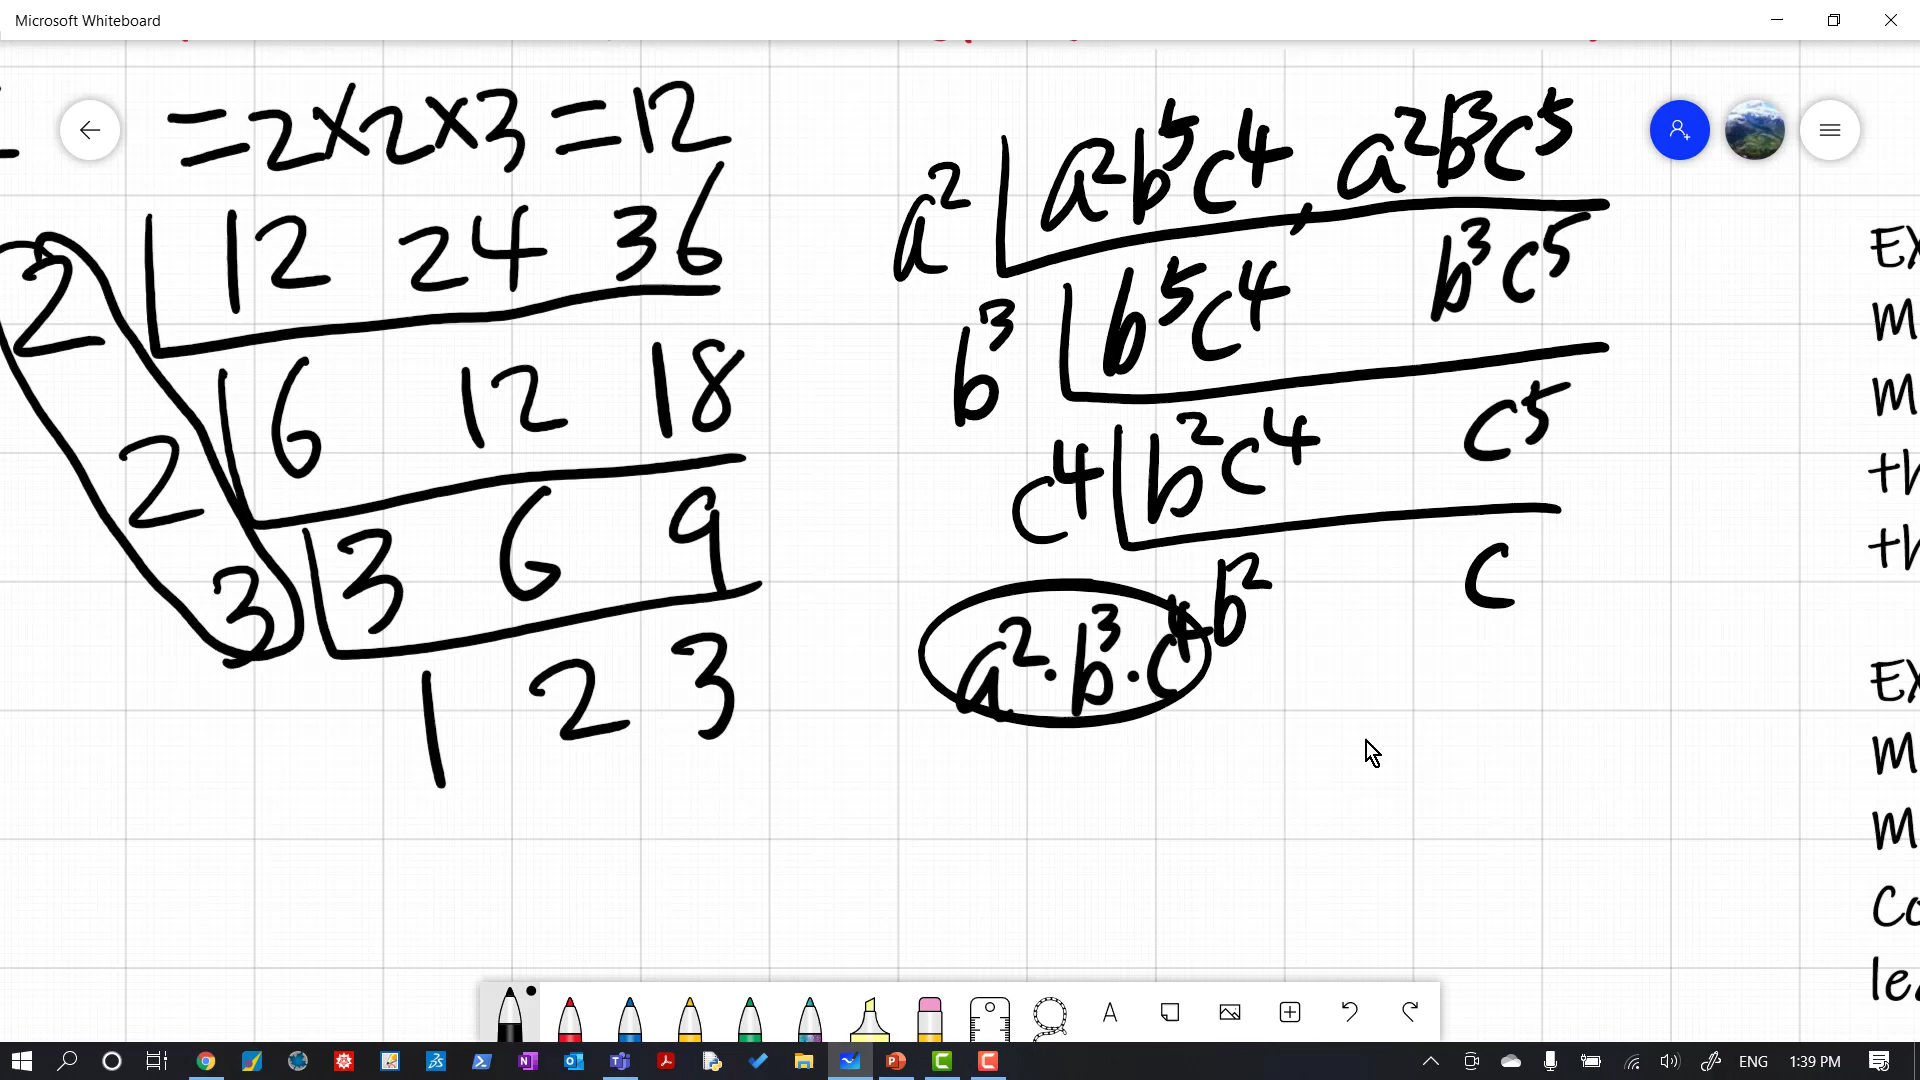 Microsoft Whiteboard
= 2 × 2 × 3 = 12
2 | 12 24 36
2 | 6 12 18
3 | 3 6 9
1 2 3
a² | a²b⁵c⁴, a²b³c⁵
b³ | b⁵c⁴ b³c⁵
c⁴ | b²c⁴ c⁵
b² c
a² · b³ · c⁴
ENG
1:39 PM